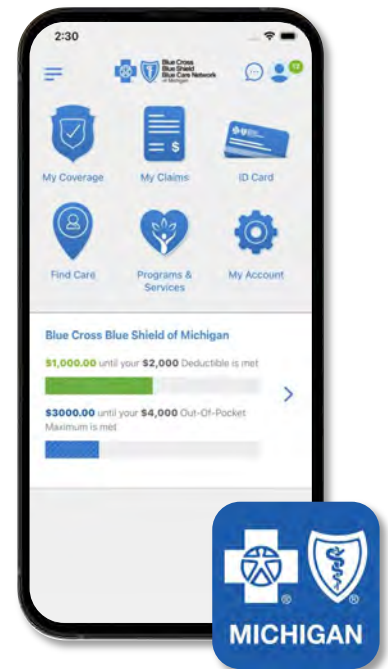 2:30
Blue Cross
Blue Shield
Blue Care Network
of Michigan
My Coverage
My Claims
ID Card
Find Care
Programs &
Services
My Account
Blue Cross Blue Shield of Michigan
$1,000.00 until your $2,000 Deductible is met
$3000.00 until your $4,000 Out-Of-Pocket
Maximum is met
MICHIGAN